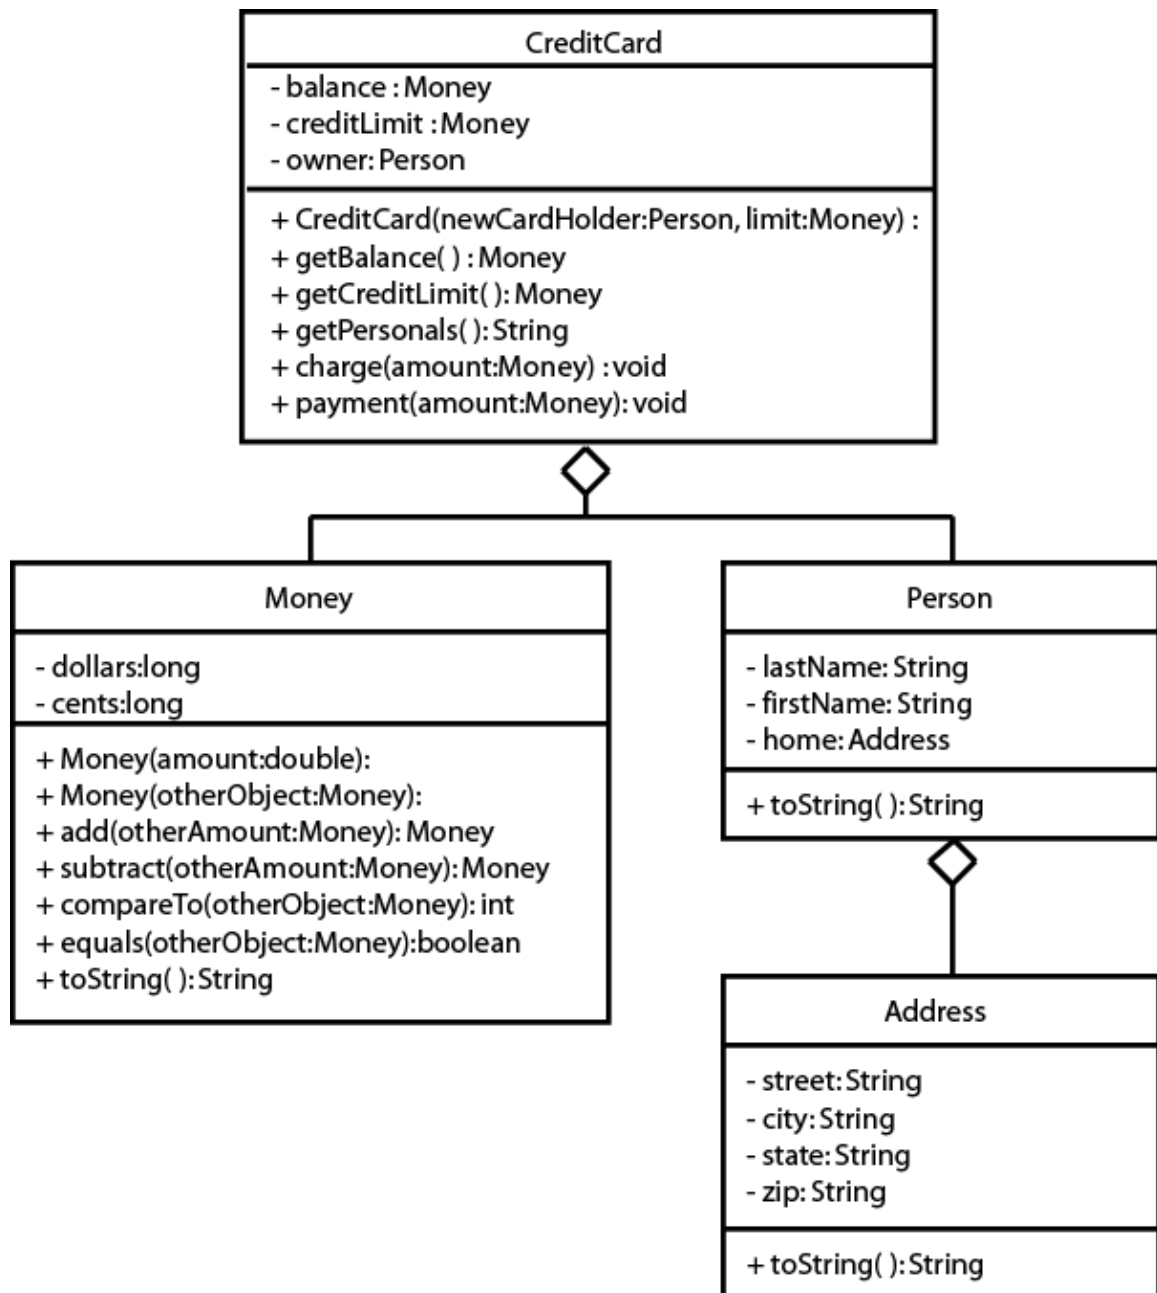 CreditCard
- balance : Money
- creditLimit : Money
- owner: Person
+ CreditCard(newCardHolder:Person, limit:Money) :
+ getBalance( ) : Money
+ getCreditLimit( ): Money
+ getPersonals( ): String
+ charge(amount:Money) : void
+ payment(amount:Money): void
Money
- dollars:long
- cents:long
+ Money(amount:double):
+ Money(otherObject:Money):
+ add(otherAmount:Money): Money
+ subtract(otherAmount:Money): Money
+ compareTo(otherObject:Money): int
+ equals(otherObject:Money):boolean
+ toString( ): String
Person
- lastName: String
- firstName: String
- home: Address
+ toString( ): String
Address
- street: String
- city: String
- state: String
- zip: String
+ toString( ): String